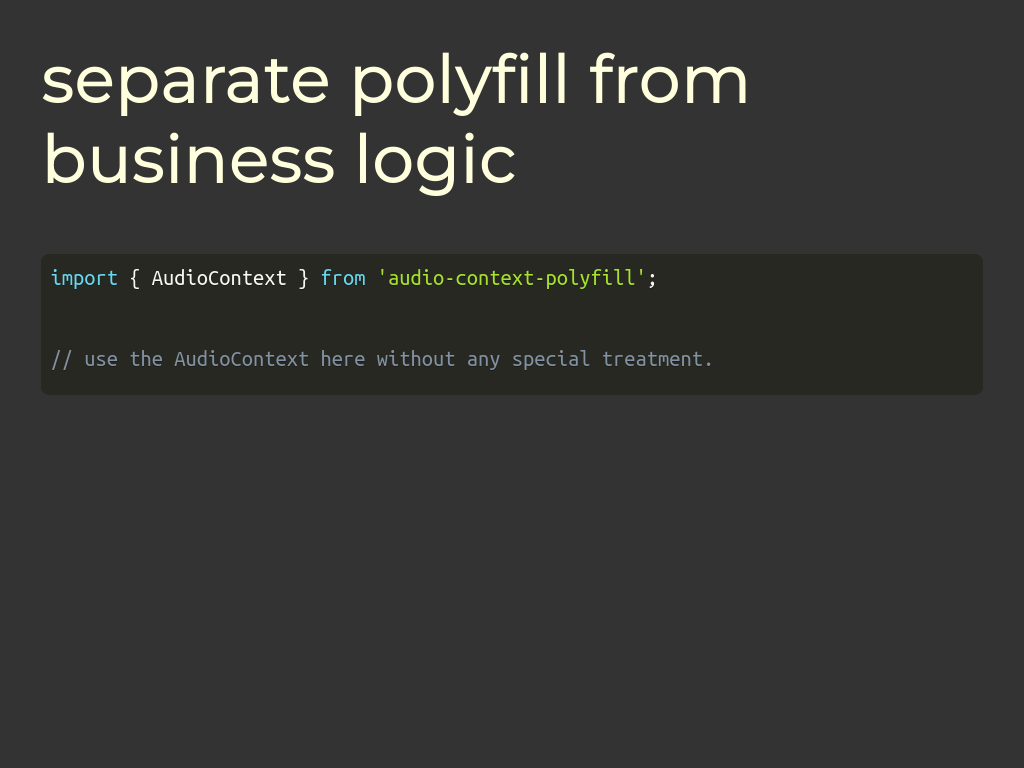 separate polyfill from
business logic
import { AudioContext } from 'audio-context-polyfill';
// use the AudioContext here without any special treatment.